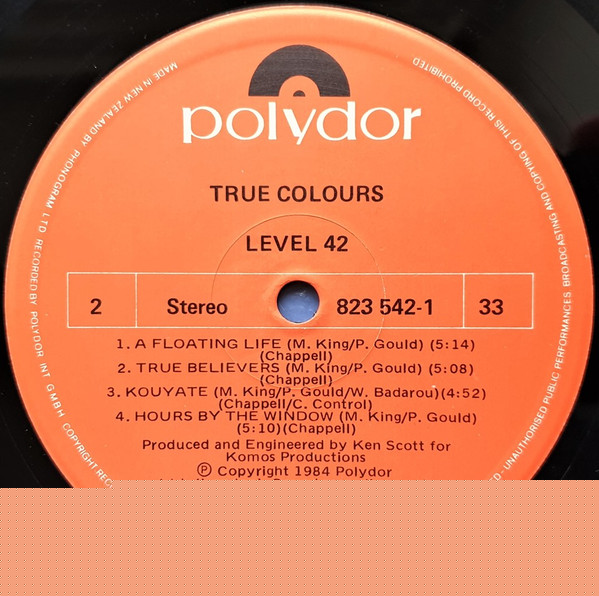 polydor
TRUE COLOURS
LEVEL 42
2 Stereo 823 542-1 33
1. A FLOATING LIFE (M. King/P. Gould) (5:14)
(Chappell)
2. TRUE BELIEVERS (M. King/P. Gould) (5:08)
(Chappell)
3. KOUYATE (M. King/P. Gould/W. Badarou)(4:52)
(Chappell/C. Control)
4. HOURS BY THE WINDOW (M. King/P. Gould)
(5:10)(Chappell)
Produced and Engineered by Ken Scott for
Komos Productions
Ⓟ Copyright 1984 Polydor
MADE IN NEW ZEALAND BY PHONOGRAM LTD RECORDED BY POLYDOR INT GMBH COPYRIGHT
UNAUTHORISED PUBLIC PERFORMANCES BROADCASTING AND COPYING OF THIS RECORD PROHIBITED